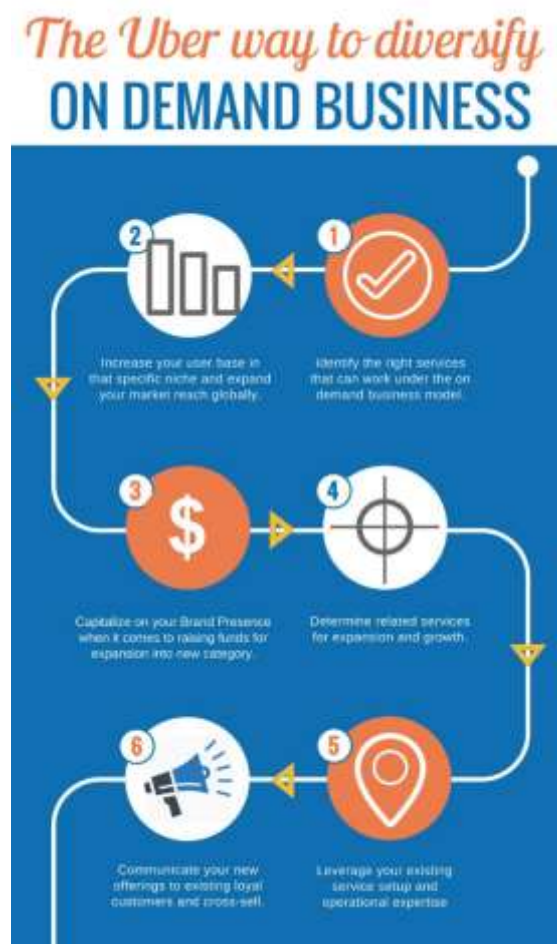 The Uber way to diversify
ON DEMAND BUSINESS
1
Identify the right services
that can work under the on
demand business model.
2
Increase your user base in
that specific niche and expand
your market reach globally.
3
$
Capitalize on your Brand Presence
when it comes to raising funds for
expansion into new category.
4
Determine related services
for expansion and growth.
5
Leverage your existing
service setup and
operational expertise
6
Communicate your new
offerings to existing loyal
customers and cross-sell.